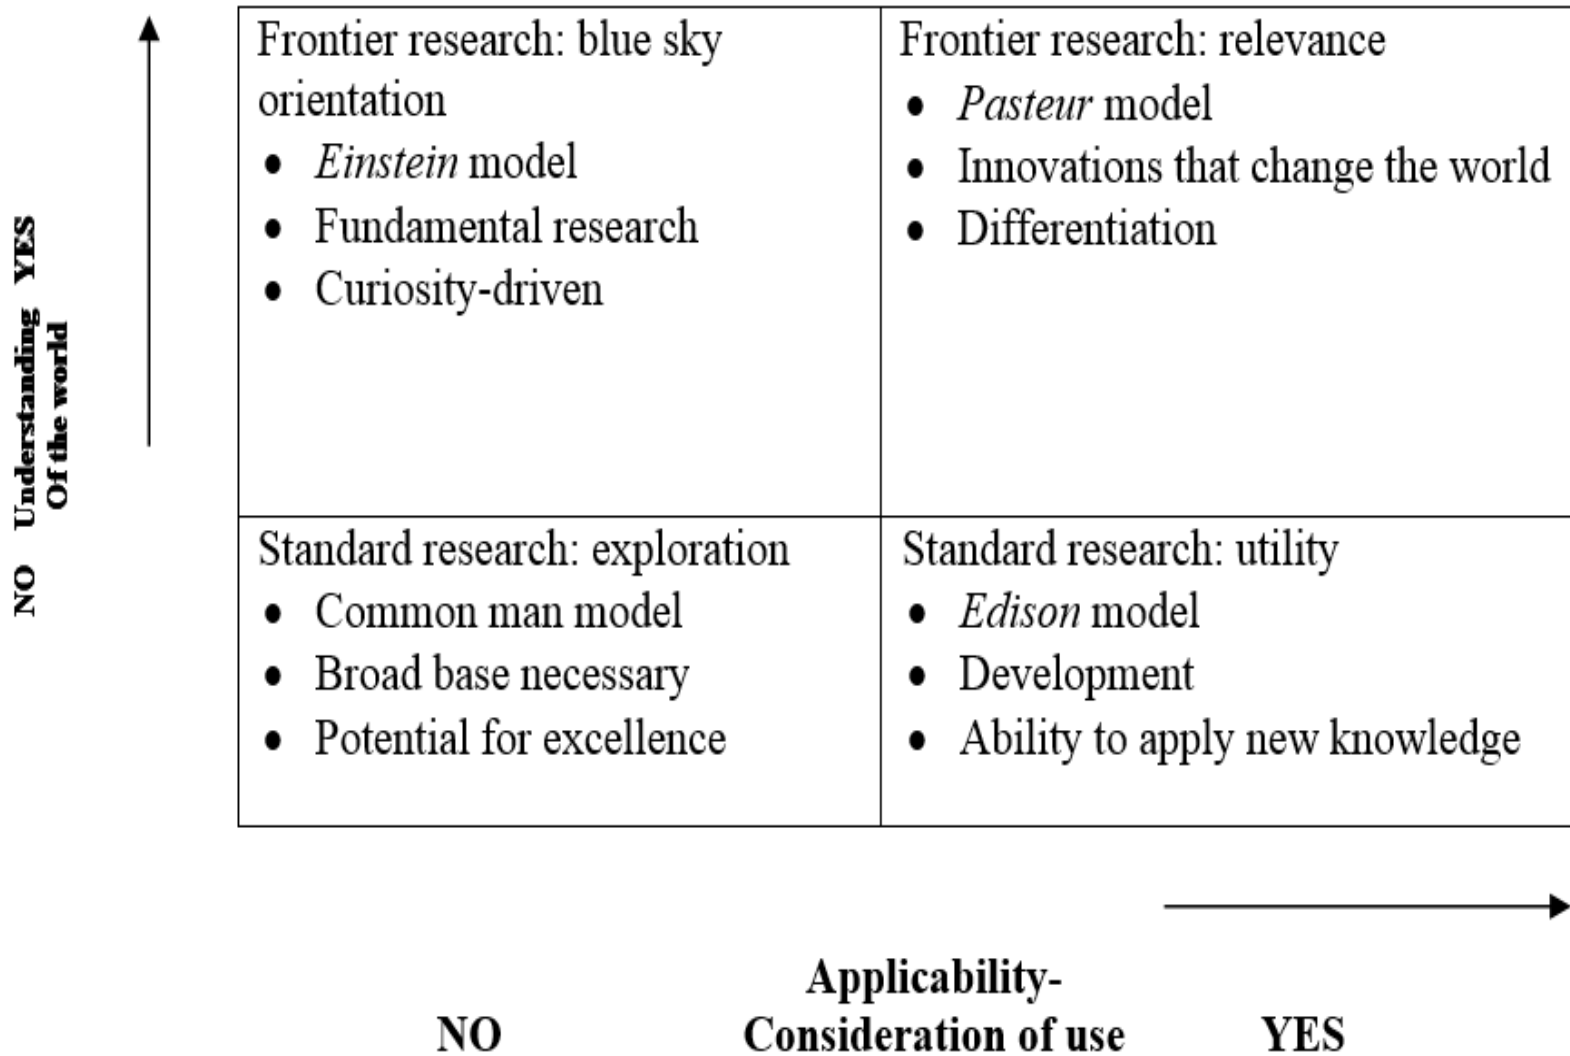 Frontier research: blue sky
orientation
● Einstein model
● Fundamental research
● Curiosity-driven
Frontier research: relevance
● Pasteur model
● Innovations that change the world
● Differentiation
Standard research: exploration
● Common man model
● Broad base necessary
● Potential for excellence
Standard research: utility
● Edison model
● Development
● Ability to apply new knowledge
NO Understanding YES
Of the world
Applicability-
NO Consideration of use YES